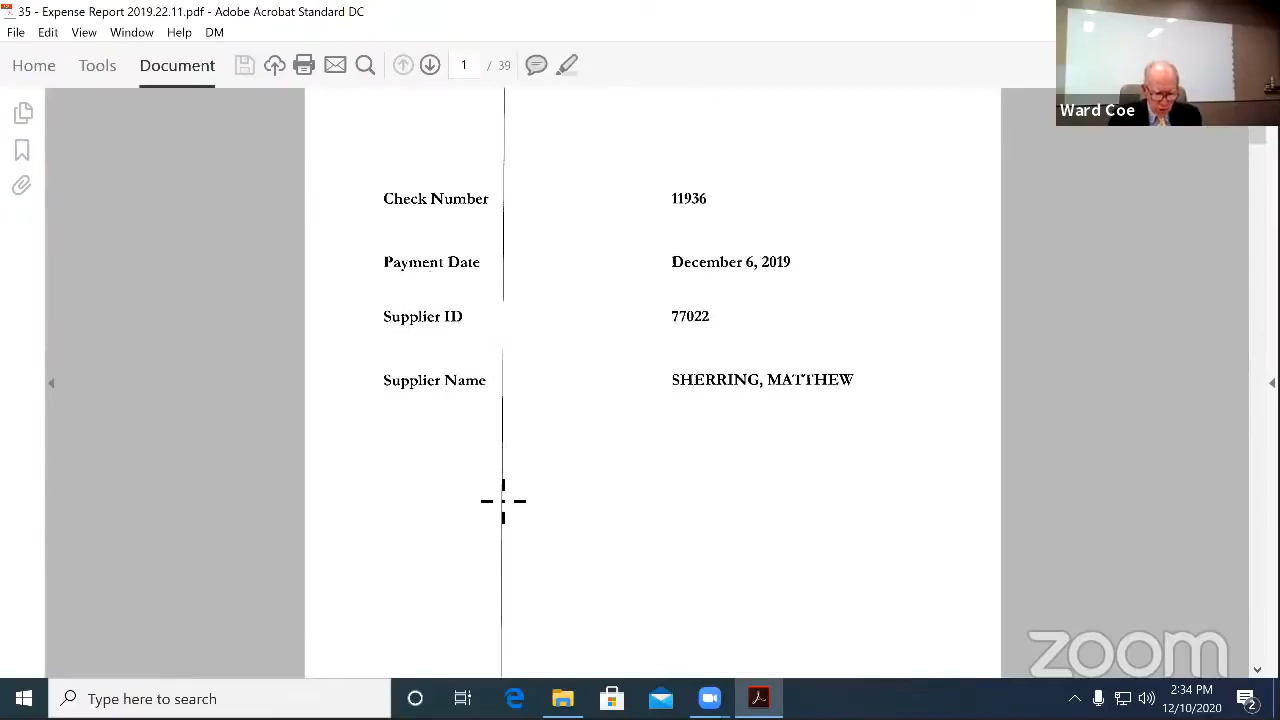 35 - Expense Report 2019.22.11.pdf - Adobe Acrobat Standard DC
File Edit View Window Help DM
Home Tools Document 1 / 39
Ward Coe
Check Number 11936
Payment Date December 6, 2019
Supplier ID 77022
Supplier Name SHERRING, MATTHEW
zoom
Type here to search
2:34 PM
12/10/2020
2